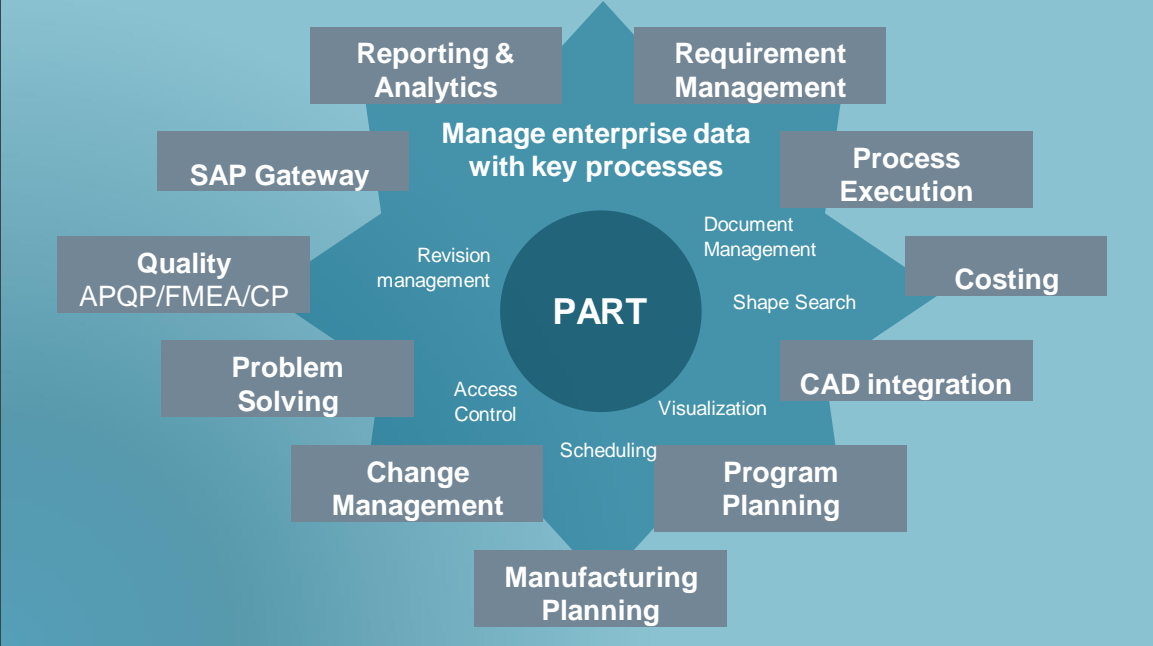 Reporting &
Analytics
Requirement
Management
Manage enterprise data
with key processes
SAP Gateway
Process
Execution
Document
Management
Revision
management
Quality
APQP/FMEA/CP
Costing
PART
Shape Search
Problem
Solving
CAD integration
Access
Control
Visualization
Scheduling
Change
Management
Program
Planning
Manufacturing
Planning